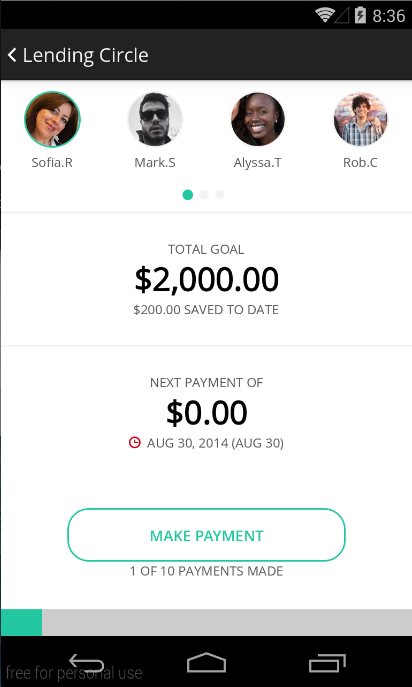 8:36
Lending Circle
Sofia.R Mark.S Alyssa.T Rob.C
TOTAL GOAL
$2,000.00
$200.00 SAVED TO DATE
NEXT PAYMENT OF
$0.00
AUG 30, 2014 (AUG 30)
MAKE PAYMENT
1 OF 10 PAYMENTS MADE
free for personal use